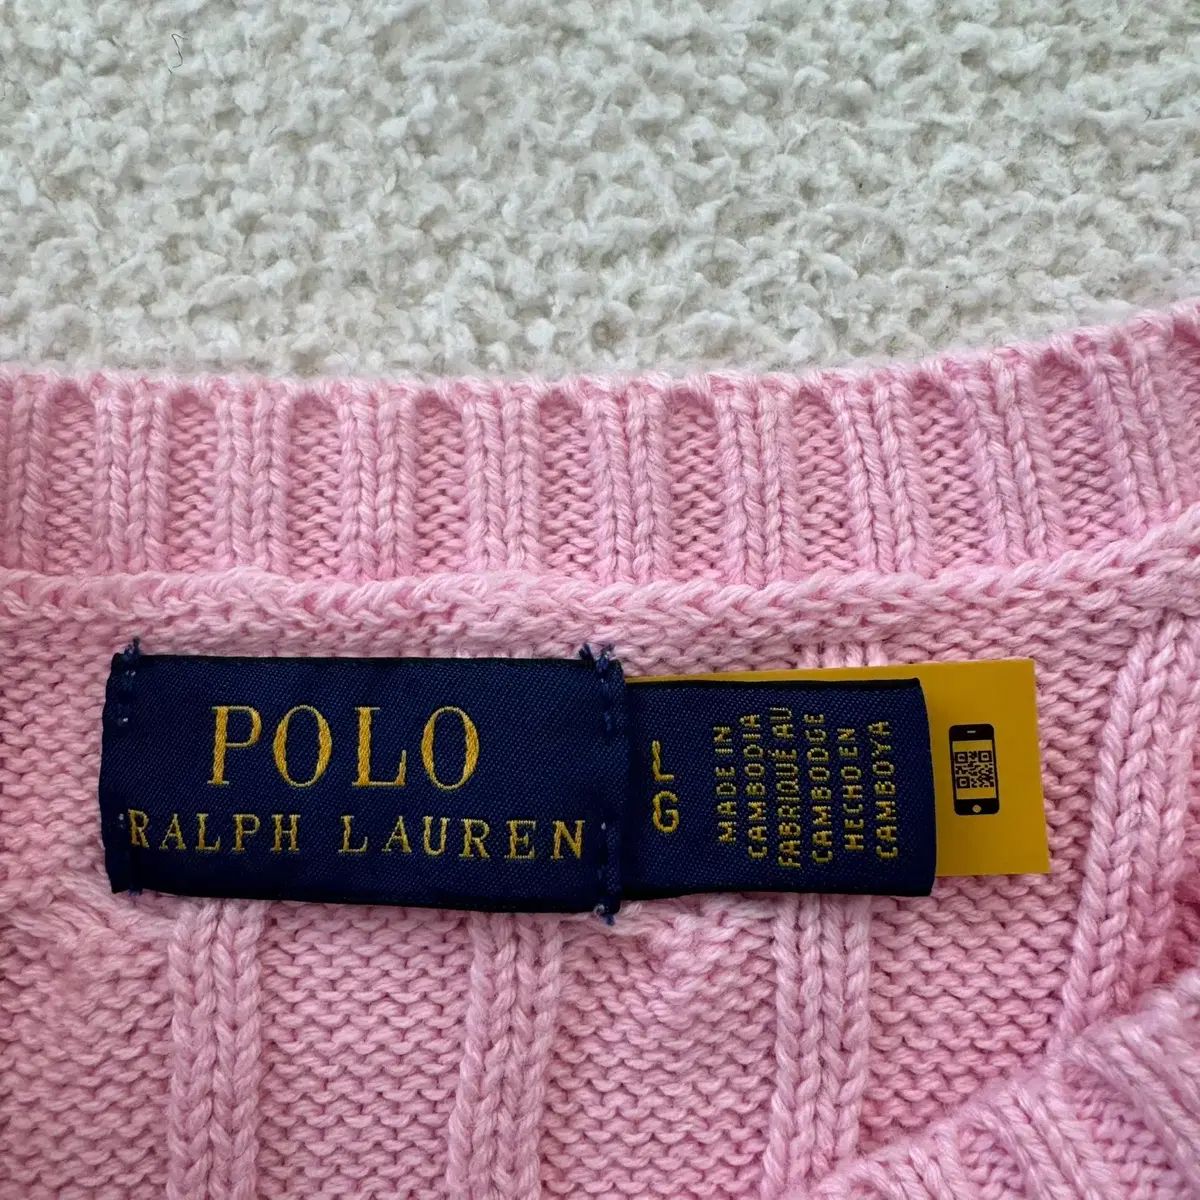 POLO
RALPH LAUREN
L
G
MADE IN
CAMBODIA
FABRIQUÉ AU
CAMBODGE
HECHO EN
CAMBOYA